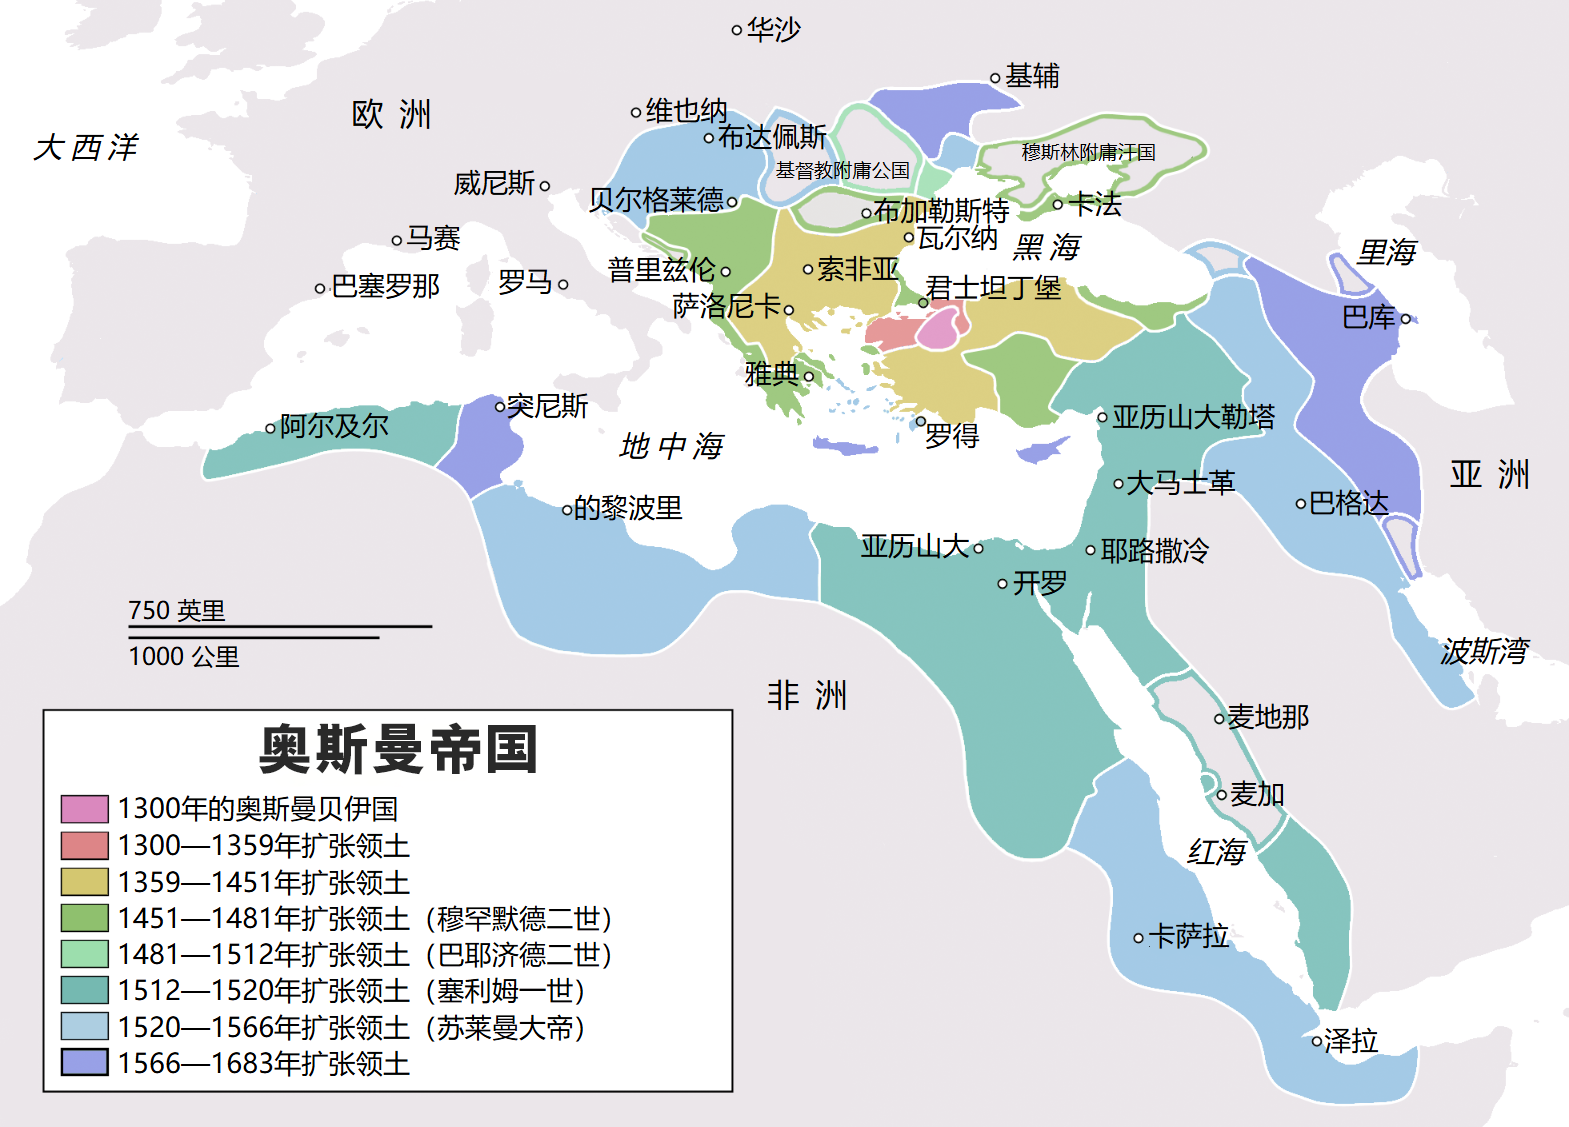 华沙
基辅
欧 洲
维也纳
大西洋
布达佩斯
穆斯林附庸汗国
基督教附庸公国
威尼斯
贝尔格莱德
布加勒斯特
卡法
马赛
瓦尔纳
黑海
里海
普里兹伦
索非亚
巴塞罗那
罗马
君士坦丁堡
萨洛尼卡
巴库
雅典
突尼斯
阿尔及尔
亚历山大勒塔
罗得
地中海
亚 洲
大马士革
巴格达
的黎波里
亚历山大
耶路撒冷
开罗
750 英里
1000 公里
波斯湾
非 洲
麦地那
麦加
红海
卡萨拉
泽拉
奥斯曼帝国
1300年的奥斯曼贝伊国
1300—1359年扩张领土
1359—1451年扩张领土
1451—1481年扩张领土（穆罕默德二世）
1481—1512年扩张领土（巴耶济德二世）
1512—1520年扩张领土（塞利姆一世）
1520—1566年扩张领土（苏莱曼大帝）
1566—1683年扩张领土